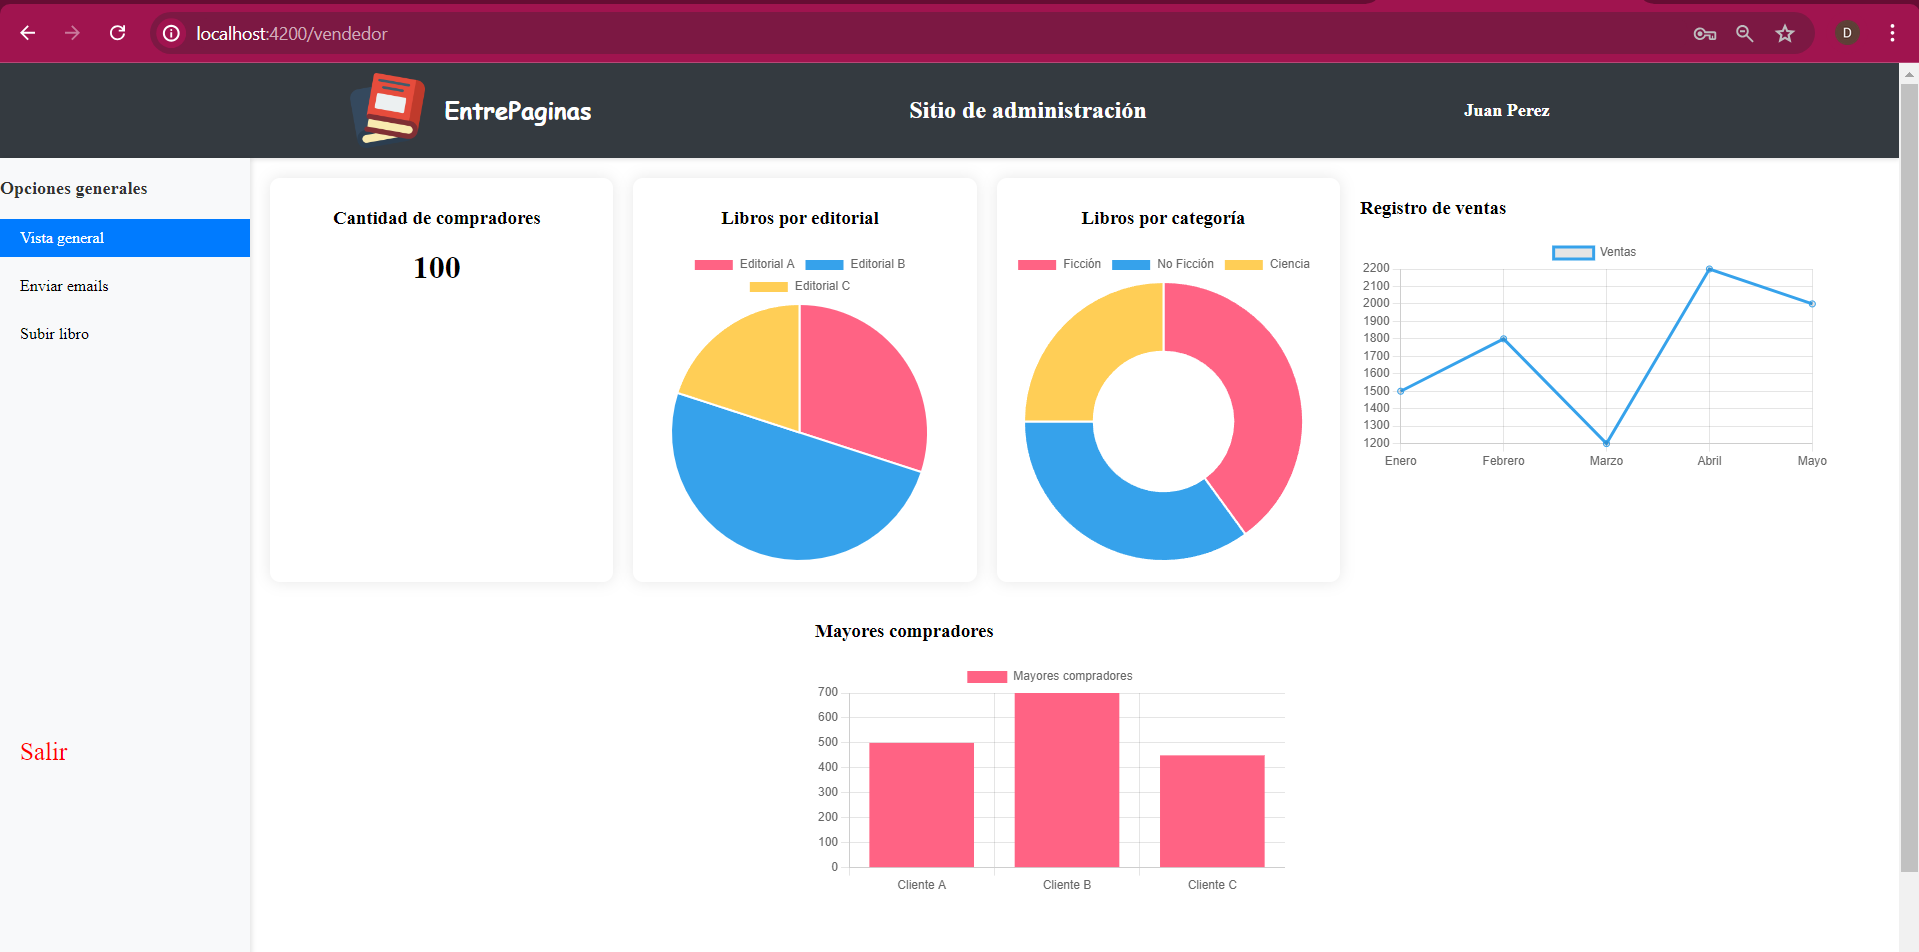 localhost:4200/vendedor
D
EntrePaginas
Sitio de administración
Juan Perez
Opciones generales
Vista general
Enviar emails
Subir libro
Salir
Cantidad de compradores
100
Libros por editorial
Editorial A Editorial B
Editorial C
Libros por categoría
Ficción No Ficción Ciencia
Registro de ventas
Ventas
2200
2100
2000
1900
1800
1700
1600
1500
1400
1300
1200
Enero Febrero Marzo Abril Mayo
Mayores compradores
Mayores compradores
700
600
500
400
300
200
100
0
Cliente A Cliente B Cliente C